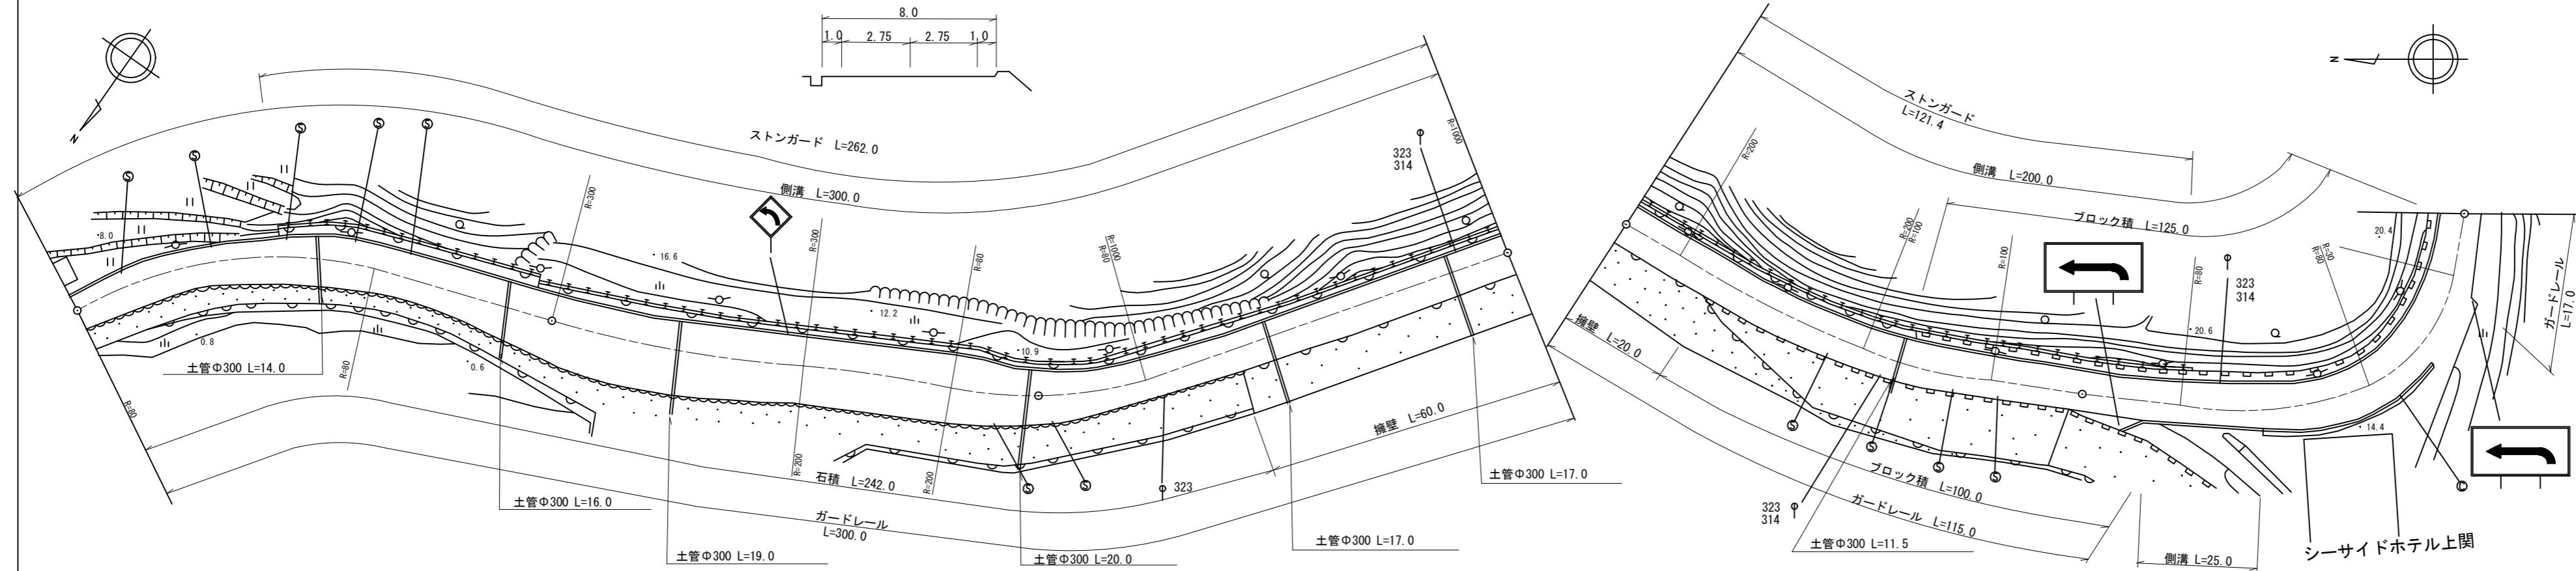 8.0
1.0 2.75 2.75 1.0
N
ストンガード L=262.0
側溝 L=300.0
R=300
R=300
R=80
R=1000
R=80
R=1000
323
314
8.0
16.6
12.2
10.9
0.8
0.6
R=80
R=80
R=200
R=200
土管Φ300 L=14.0
土管Φ300 L=16.0
土管Φ300 L=19.0
土管Φ300 L=20.0
土管Φ300 L=17.0
土管Φ300 L=17.0
石積 L=242.0
ガードレール
L=300.0
擁壁 L=60.0
323
S
S
S
S
S
S
S
N
ストンガード
L=121.4
側溝 L=200.0
ブロック積 L=125.0
R=200
R=200
R=100
R=100
R=80
R=30
R=80
323
314
20.4
20.6
14.4
ガードレール
L=17.0
擁壁 L=20.0
ブロック積 L=100.0
ガードレール L=115.0
323
314
土管Φ300 L=11.5
側溝 L=25.0
シーサイドホテル上関
S
S
S
S
C